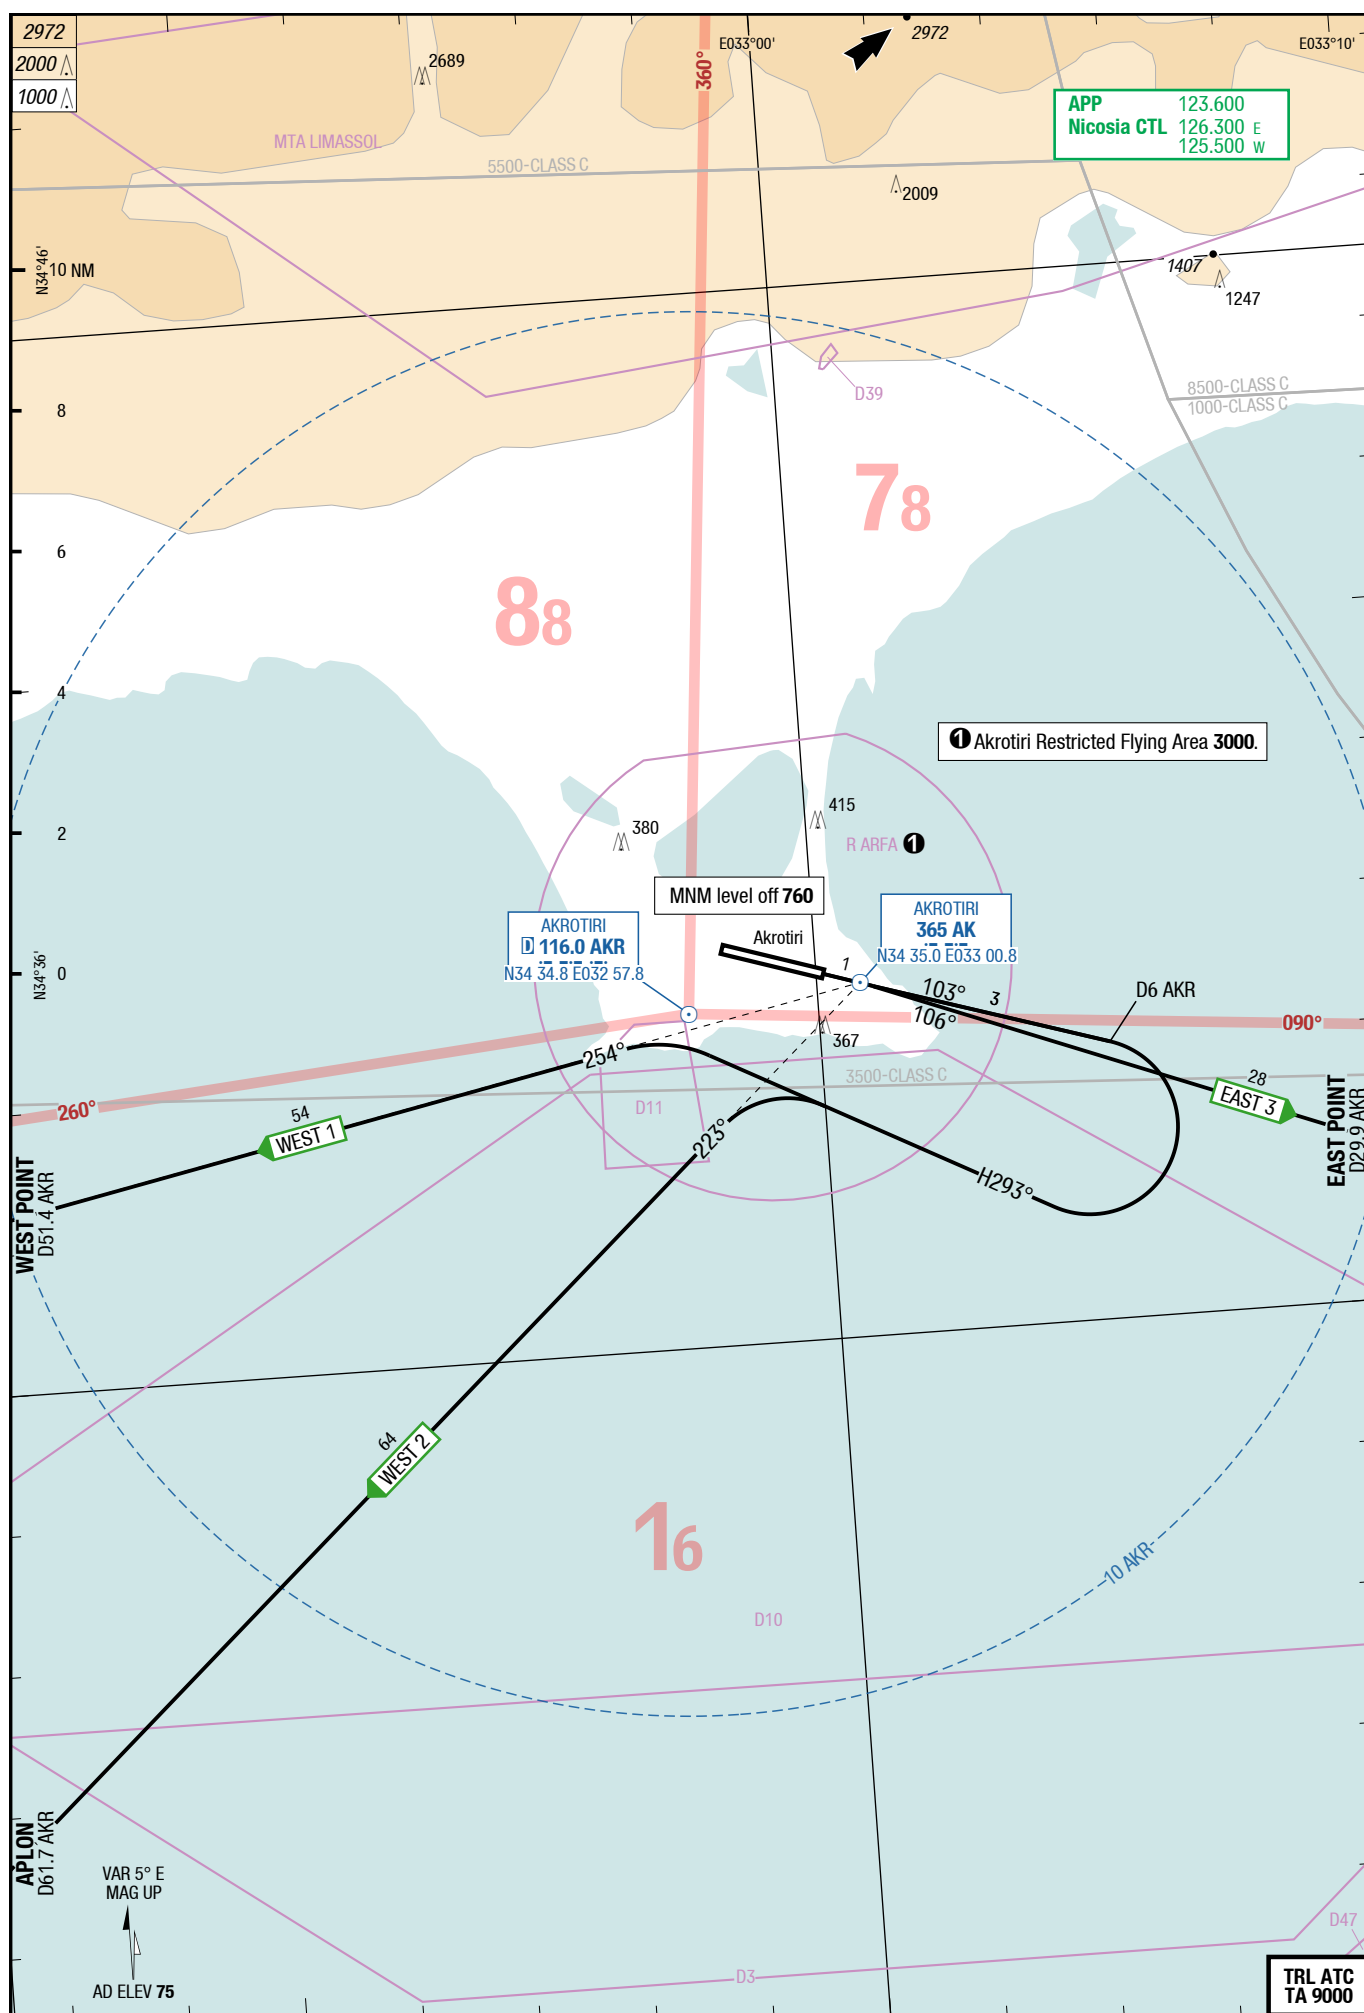 2972
2000
1000
2689
360°
E033°00'
2972
E033°10'
APP 123.600
Nicosia CTL 126.300 E
125.500 W
MTA LIMASSOL
5500-CLASS C
2009
N34°46'
10 NM
1407
1247
8500-CLASS C
1000-CLASS C
D39
8
78
6
88
4
❶ Akrotiri Restricted Flying Area 3000.
415
380
2
R ARFA ❶
MNM level off 760
AKROTIRI
D 116.0 AKR
N34 34.8 E032 57.8
AKROTIRI
365 AK
N34 35.0 E033 00.8
Akrotiri
1
N34°36'
0
103°
3
D6 AKR
106°
090°
367
254°
3500-CLASS C
28
EAST 3
EAST POINT
D29.9 AKR
260°
54
WEST 1
D11
223°
H293°
WEST POINT
D51.4 AKR
64
WEST 2
16
10 AKR
D10
APLON
D61.7 AKR
VAR 5° E
MAG UP
AD ELEV 75
D47
D3
TRL ATC
TA 9000